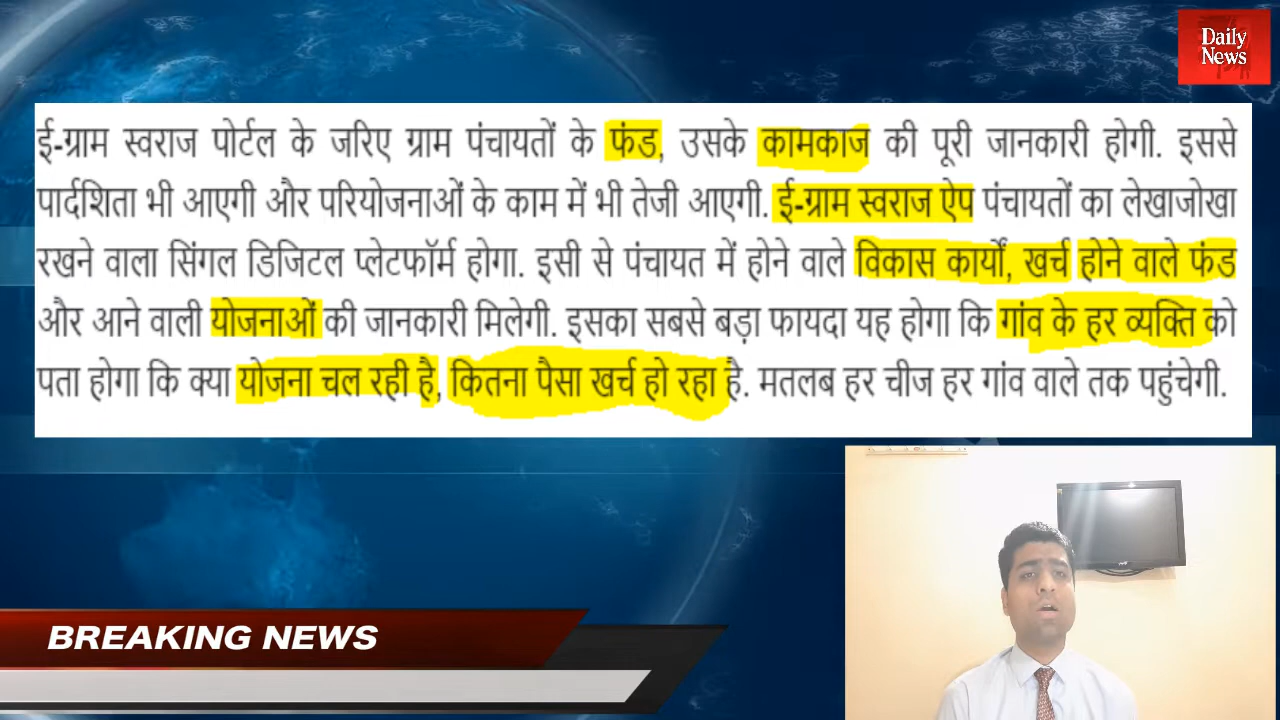 Daily
News
ई-ग्राम स्वराज पोर्टल के जरिए ग्राम पंचायतों के फंड, उसके कामकाज की पूरी जानकारी होगी. इससे
पार्दशिता भी आएगी और परियोजनाओं के काम में भी तेजी आएगी. ई-ग्राम स्वराज ऐप पंचायतों का लेखाजोखा
रखने वाला सिंगल डिजिटल प्लेटफॉर्म होगा. इसी से पंचायत में होने वाले विकास कार्यों, खर्च होने वाले फंड
और आने वाली योजनाओं की जानकारी मिलेगी. इसका सबसे बड़ा फायदा यह होगा कि गांव के हर व्यक्ति को
पता होगा कि क्या योजना चल रही है, कितना पैसा खर्च हो रहा है. मतलब हर चीज हर गांव वाले तक पहुंचेगी.
BREAKING NEWS